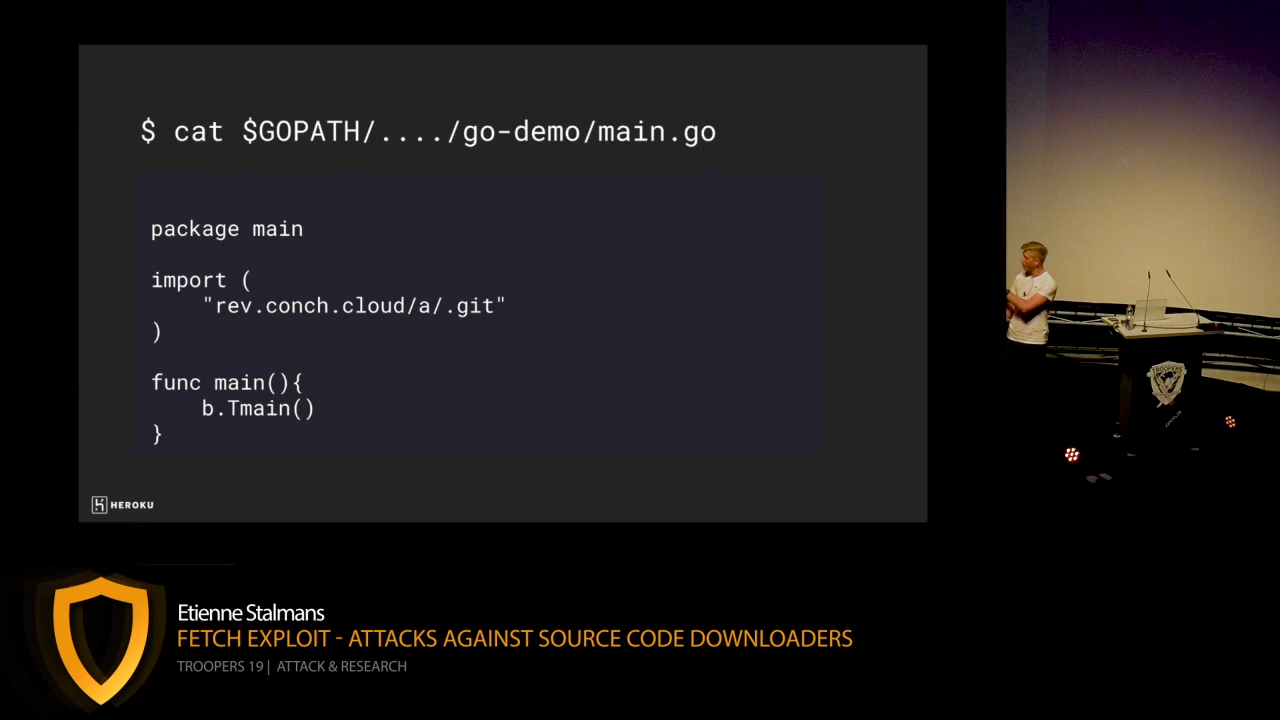 $ cat $GOPATH/..../go-demo/main.go
package main
import (
"rev.conch.cloud/a/.git"
)
func main(){
b.Tmain()
}
HEROKU
TROOPERS
Etienne Stalmans
FETCH EXPLOIT - ATTACKS AGAINST SOURCE CODE DOWNLOADERS
TROOPERS 19 | ATTACK & RESEARCH